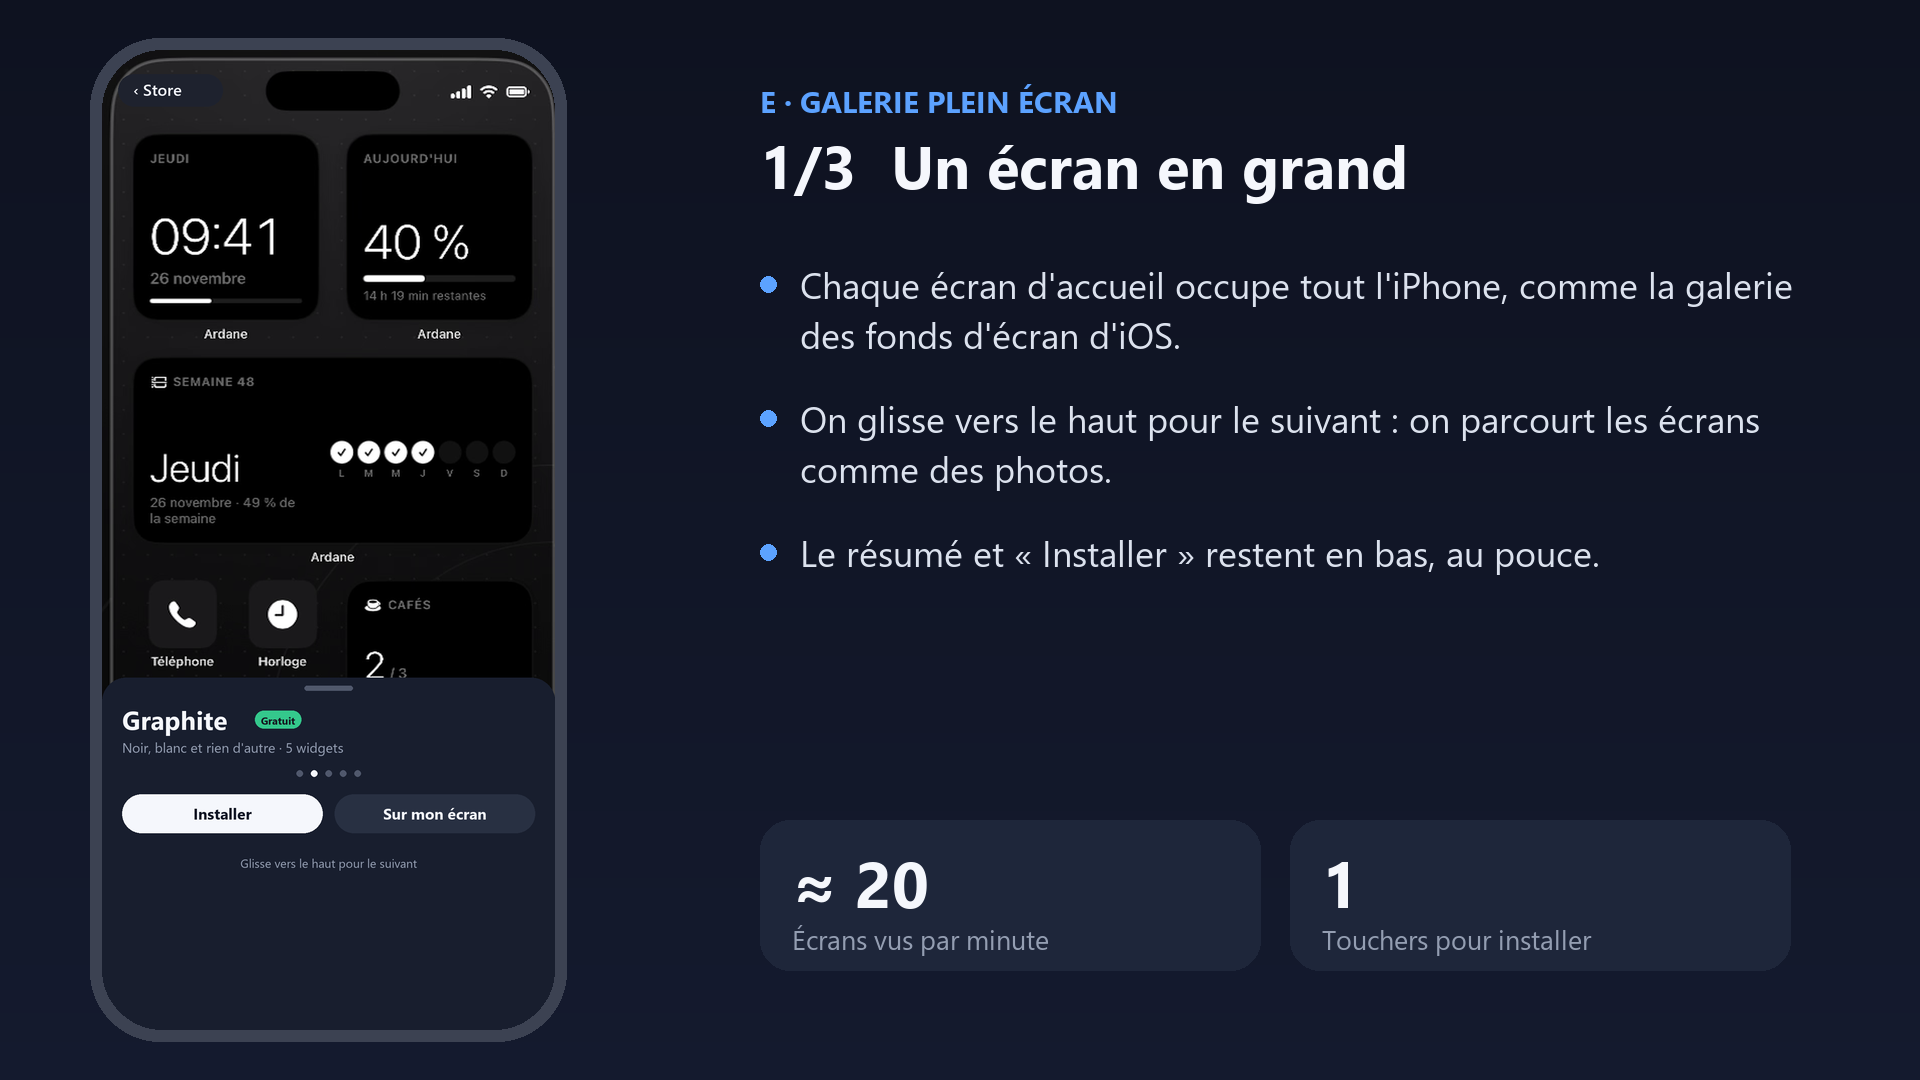 ‹ Store
JEUDI
09:41
26 novembre
Ardane
AUJOURD'HUI
40 %
14 h 19 min restantes
Ardane
SEMAINE 48
Jeudi
26 novembre · 49 % de
la semaine
L M M J V S D
Ardane
Téléphone
Horloge
CAFÉS
2 / 3
Graphite
Gratuit
Noir, blanc et rien d'autre · 5 widgets
Installer
Sur mon écran
Glisse vers le haut pour le suivant
E · GALERIE PLEIN ÉCRAN
1/3 Un écran en grand
Chaque écran d'accueil occupe tout l'iPhone, comme la galerie
des fonds d'écran d'iOS.
On glisse vers le haut pour le suivant : on parcourt les écrans
comme des photos.
Le résumé et « Installer » restent en bas, au pouce.
≈ 20
Écrans vus par minute
1
Touchers pour installer